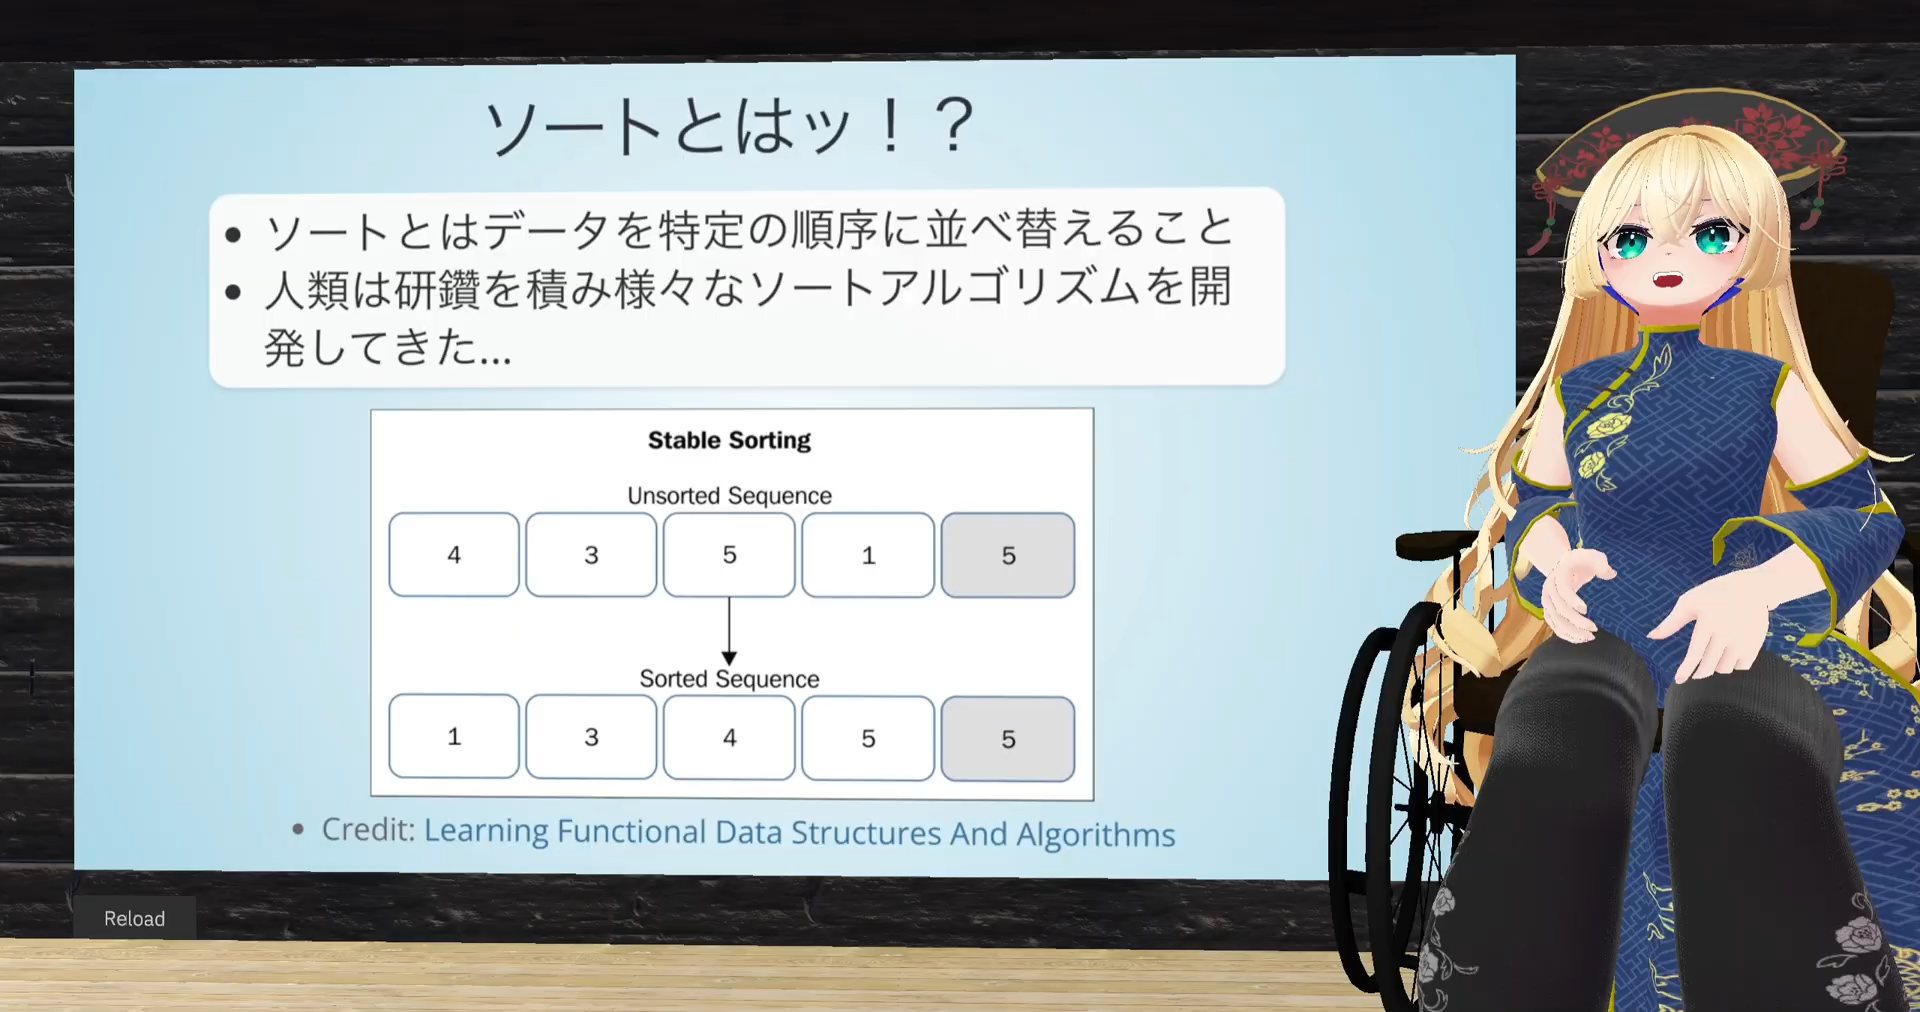 ソートとはッ！？
• ソートとはデータを特定の順序に並べ替えること
• 人類は研鑽を積み様々なソートアルゴリズムを開
発してきた...
Stable Sorting
Unsorted Sequence
4 3 5 1 5
Sorted Sequence
1 3 4 5 5
• Credit: Learning Functional Data Structures And Algorithms
Reload